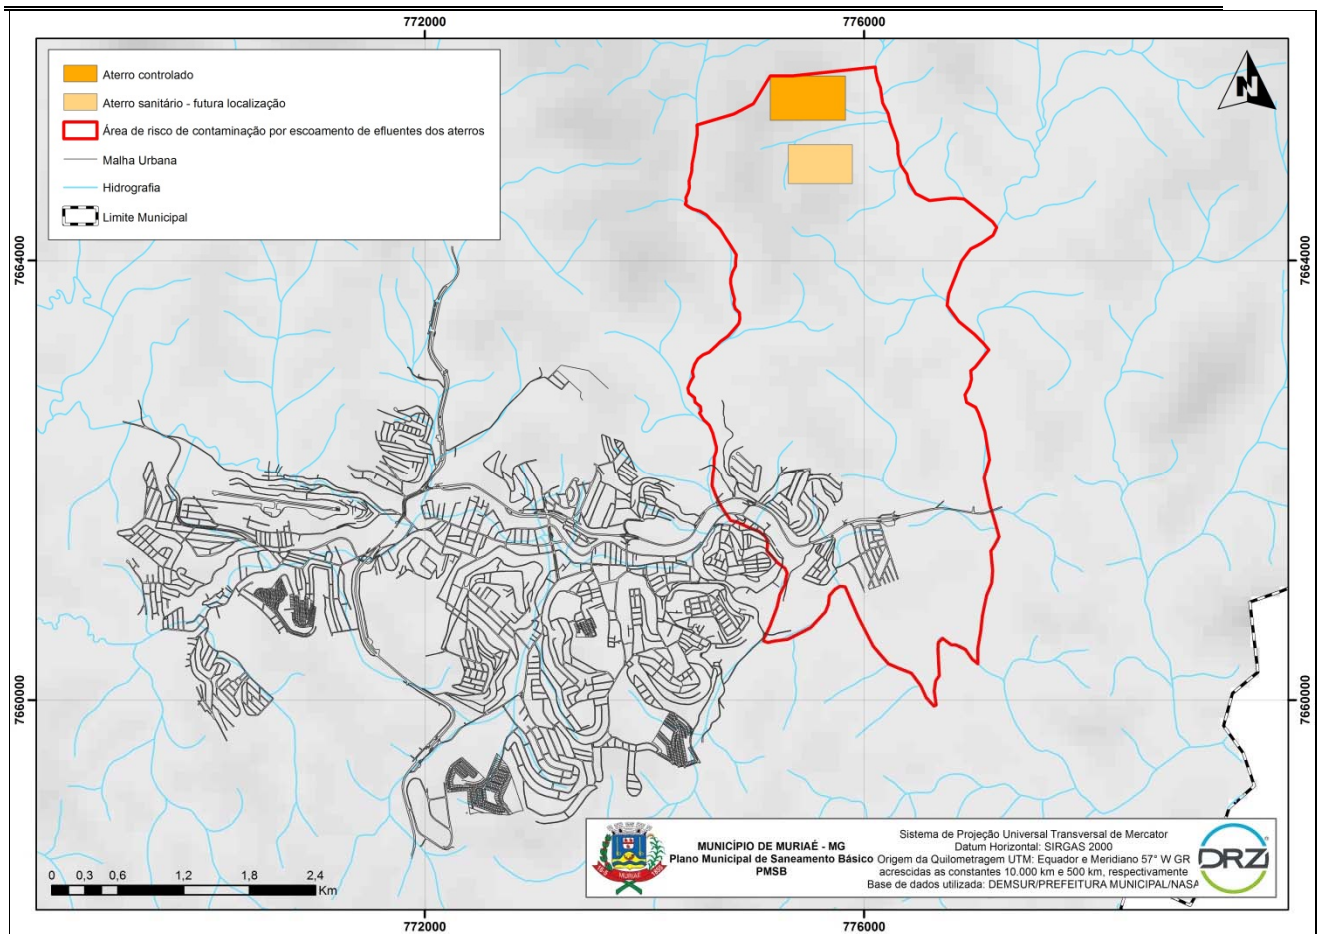 772000
776000
Aterro controlado
Aterro sanitário - futura localização
Área de risco de contaminação por escoamento de efluentes dos aterros
Malha Urbana
Hidrografia
Limite Municipal
N
7664000
7664000
7660000
7660000
MUNICÍPIO DE MURIAÉ - MG
Plano Municipal de Saneamento Básico
PMSB
Sistema de Projeção Universal Transversal de Mercator
Datum Horizontal: SIRGAS 2000
Origem da Quilometragem UTM: Equador e Meridiano 57° W GR
acrescidas as constantes 10.000 km e 500 km, respectivamente
Base de dados utilizada: DEMSUR/PREFEITURA MUNICIPAL/NASA
MURIAÉ
DRZ
0 0,3 0,6 1,2 1,8 2,4
Km
772000
776000